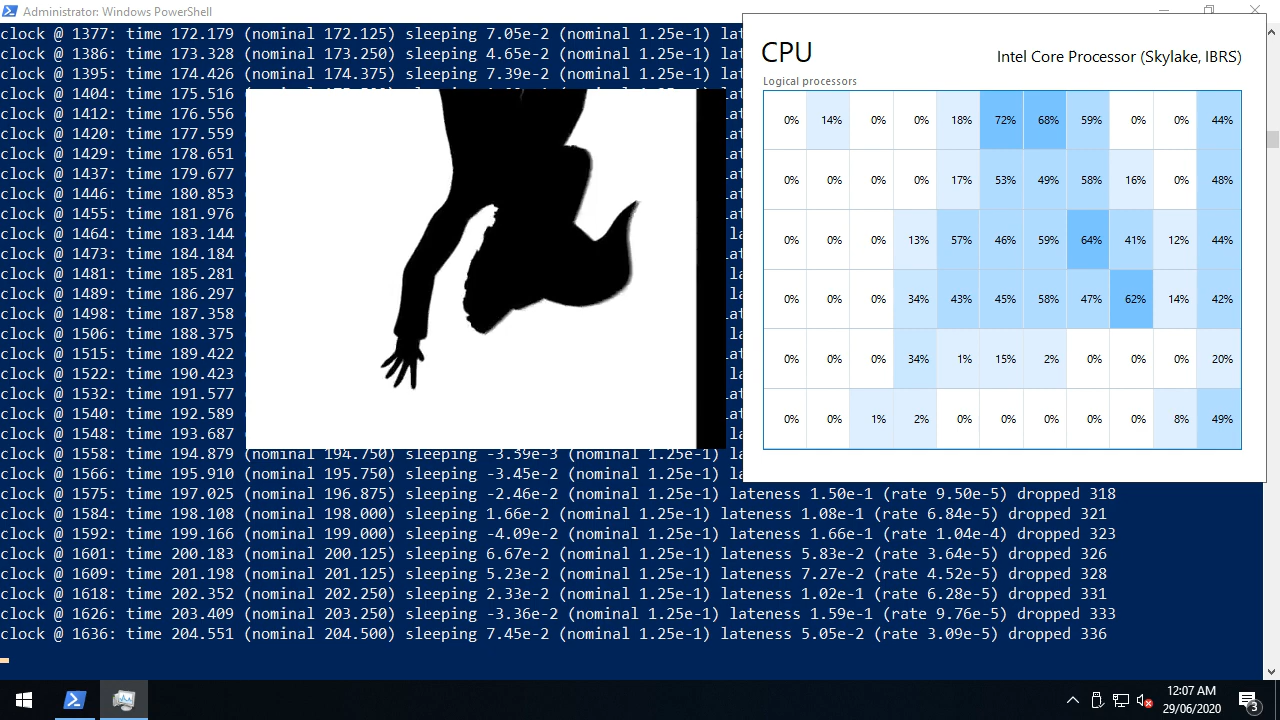 Administrator: Windows PowerShell
clock @ 1377: time 172.179 (nominal 172.125) sleeping 7.05e-2 (nominal 1.25e-1)
clock @ 1386: time 173.328 (nominal 173.250) sleeping 4.65e-2 (nominal 1.25e-1)
clock @ 1395: time 174.426 (nominal 174.375) sleeping 7.39e-2 (nominal 1.25e-1)
clock @ 1404: time 175.516
clock @ 1412: time 176.556
clock @ 1420: time 177.559
clock @ 1429: time 178.651
clock @ 1437: time 179.677
clock @ 1446: time 180.853
clock @ 1455: time 181.976
clock @ 1464: time 183.144
clock @ 1473: time 184.184
clock @ 1481: time 185.281
clock @ 1489: time 186.297
clock @ 1498: time 187.358
clock @ 1506: time 188.375
clock @ 1515: time 189.422
clock @ 1522: time 190.423
clock @ 1532: time 191.577
clock @ 1540: time 192.589
clock @ 1548: time 193.687
clock @ 1558: time 194.879 (nominal 194.750) sleeping -3.39e-3 (nominal 1.25e-1)
clock @ 1566: time 195.910 (nominal 195.750) sleeping -3.45e-2 (nominal 1.25e-1)
clock @ 1575: time 197.025 (nominal 196.875) sleeping -2.46e-2 (nominal 1.25e-1) lateness 1.50e-1 (rate 9.50e-5) dropped 318
clock @ 1584: time 198.108 (nominal 198.000) sleeping 1.66e-2 (nominal 1.25e-1) lateness 1.08e-1 (rate 6.84e-5) dropped 321
clock @ 1592: time 199.166 (nominal 199.000) sleeping -4.09e-2 (nominal 1.25e-1) lateness 1.66e-1 (rate 1.04e-4) dropped 323
clock @ 1601: time 200.183 (nominal 200.125) sleeping 6.67e-2 (nominal 1.25e-1) lateness 5.83e-2 (rate 3.64e-5) dropped 326
clock @ 1609: time 201.198 (nominal 201.125) sleeping 5.23e-2 (nominal 1.25e-1) lateness 7.27e-2 (rate 4.52e-5) dropped 328
clock @ 1618: time 202.352 (nominal 202.250) sleeping 2.33e-2 (nominal 1.25e-1) lateness 1.02e-1 (rate 6.28e-5) dropped 331
clock @ 1626: time 203.409 (nominal 203.250) sleeping -3.36e-2 (nominal 1.25e-1) lateness 1.59e-1 (rate 9.76e-5) dropped 333
clock @ 1636: time 204.551 (nominal 204.500) sleeping 7.45e-2 (nominal 1.25e-1) lateness 5.05e-2 (rate 3.09e-5) dropped 336
CPU Intel Core Processor (Skylake, IBRS)
Logical processors
0% 14% 0% 0% 18% 72% 68% 59% 0% 0% 44%
0% 0% 0% 0% 17% 53% 49% 58% 16% 0% 48%
0% 0% 0% 13% 57% 46% 59% 64% 41% 12% 44%
0% 0% 0% 34% 43% 45% 58% 47% 62% 14% 42%
0% 0% 0% 34% 1% 15% 2% 0% 0% 0% 20%
0% 0% 1% 2% 0% 0% 0% 0% 0% 8% 49%
12:07 AM
29/06/2020
3